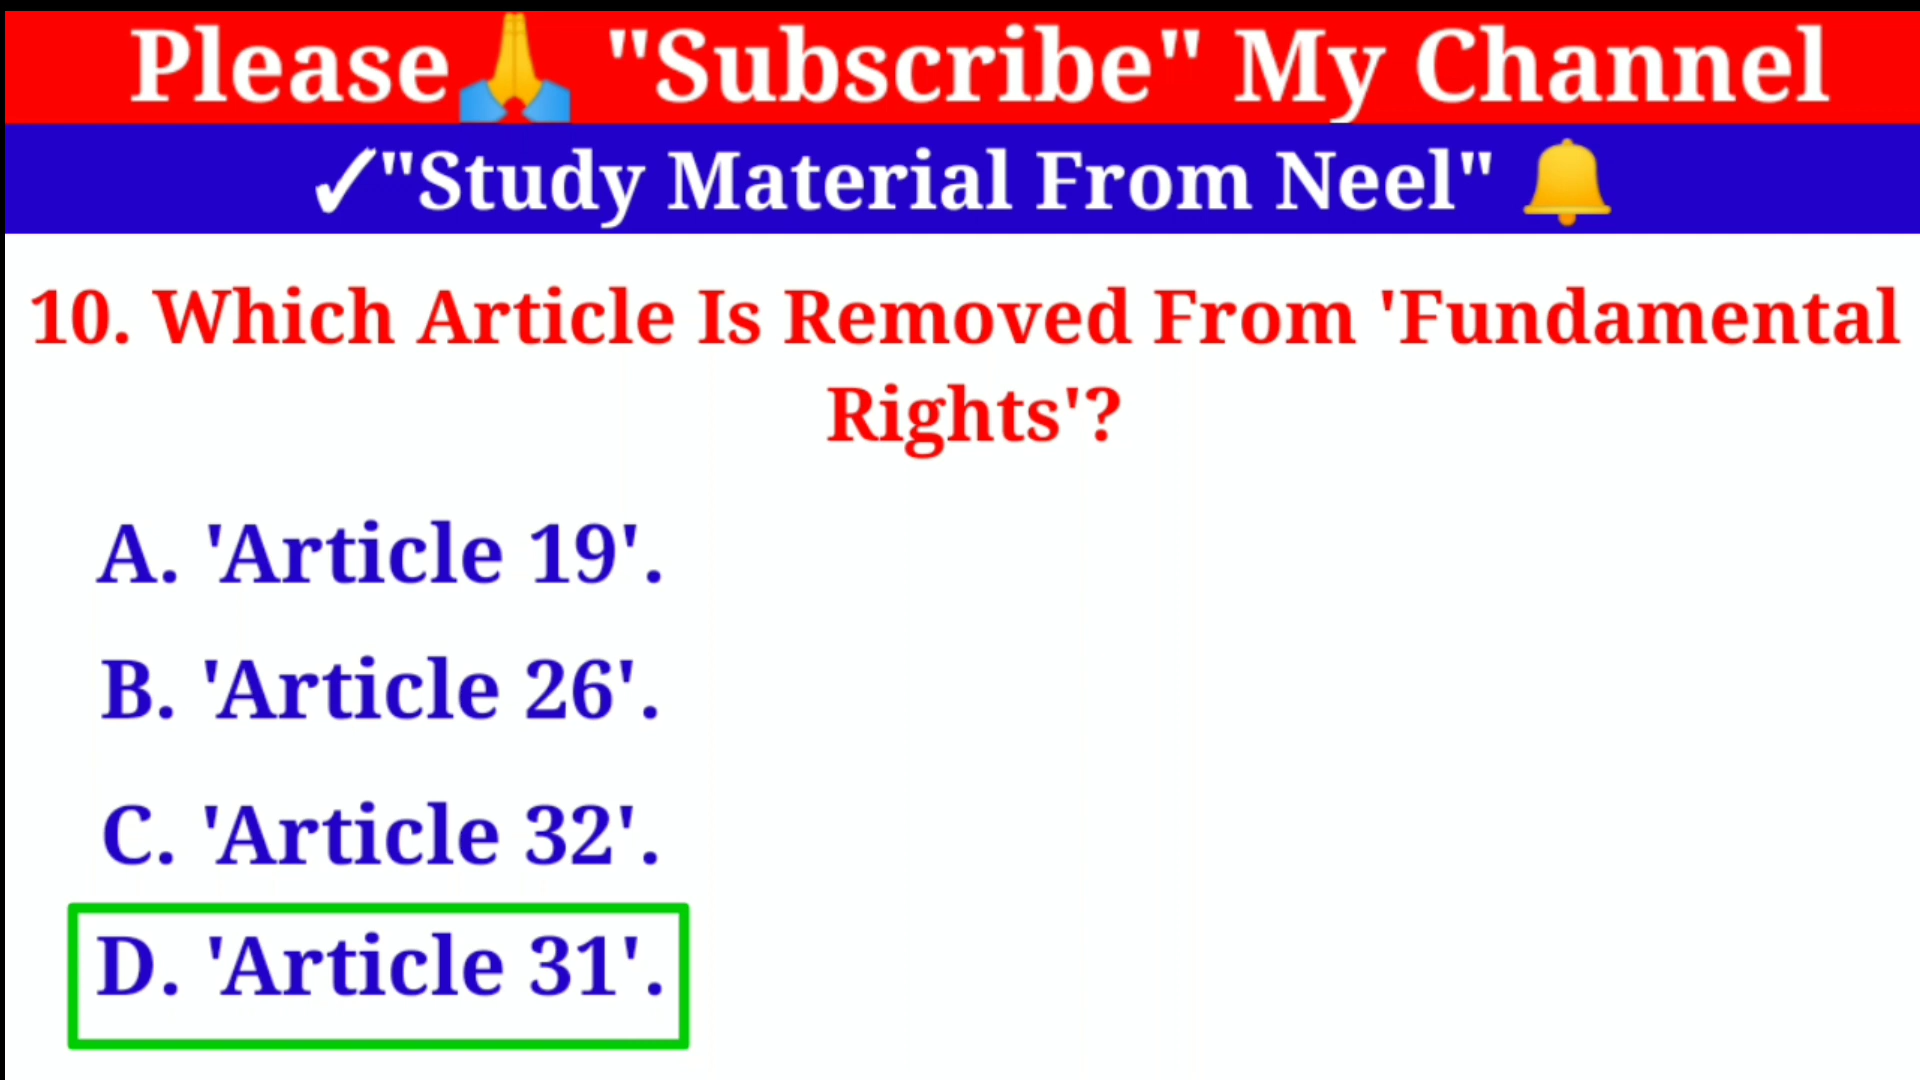 Please🙏 "Subscribe" My Channel
✓"Study Material From Neel" 🔔
10. Which Article Is Removed From 'Fundamental
Rights'?
A. 'Article 19'.
B. 'Article 26'.
C. 'Article 32'.
D. 'Article 31'.